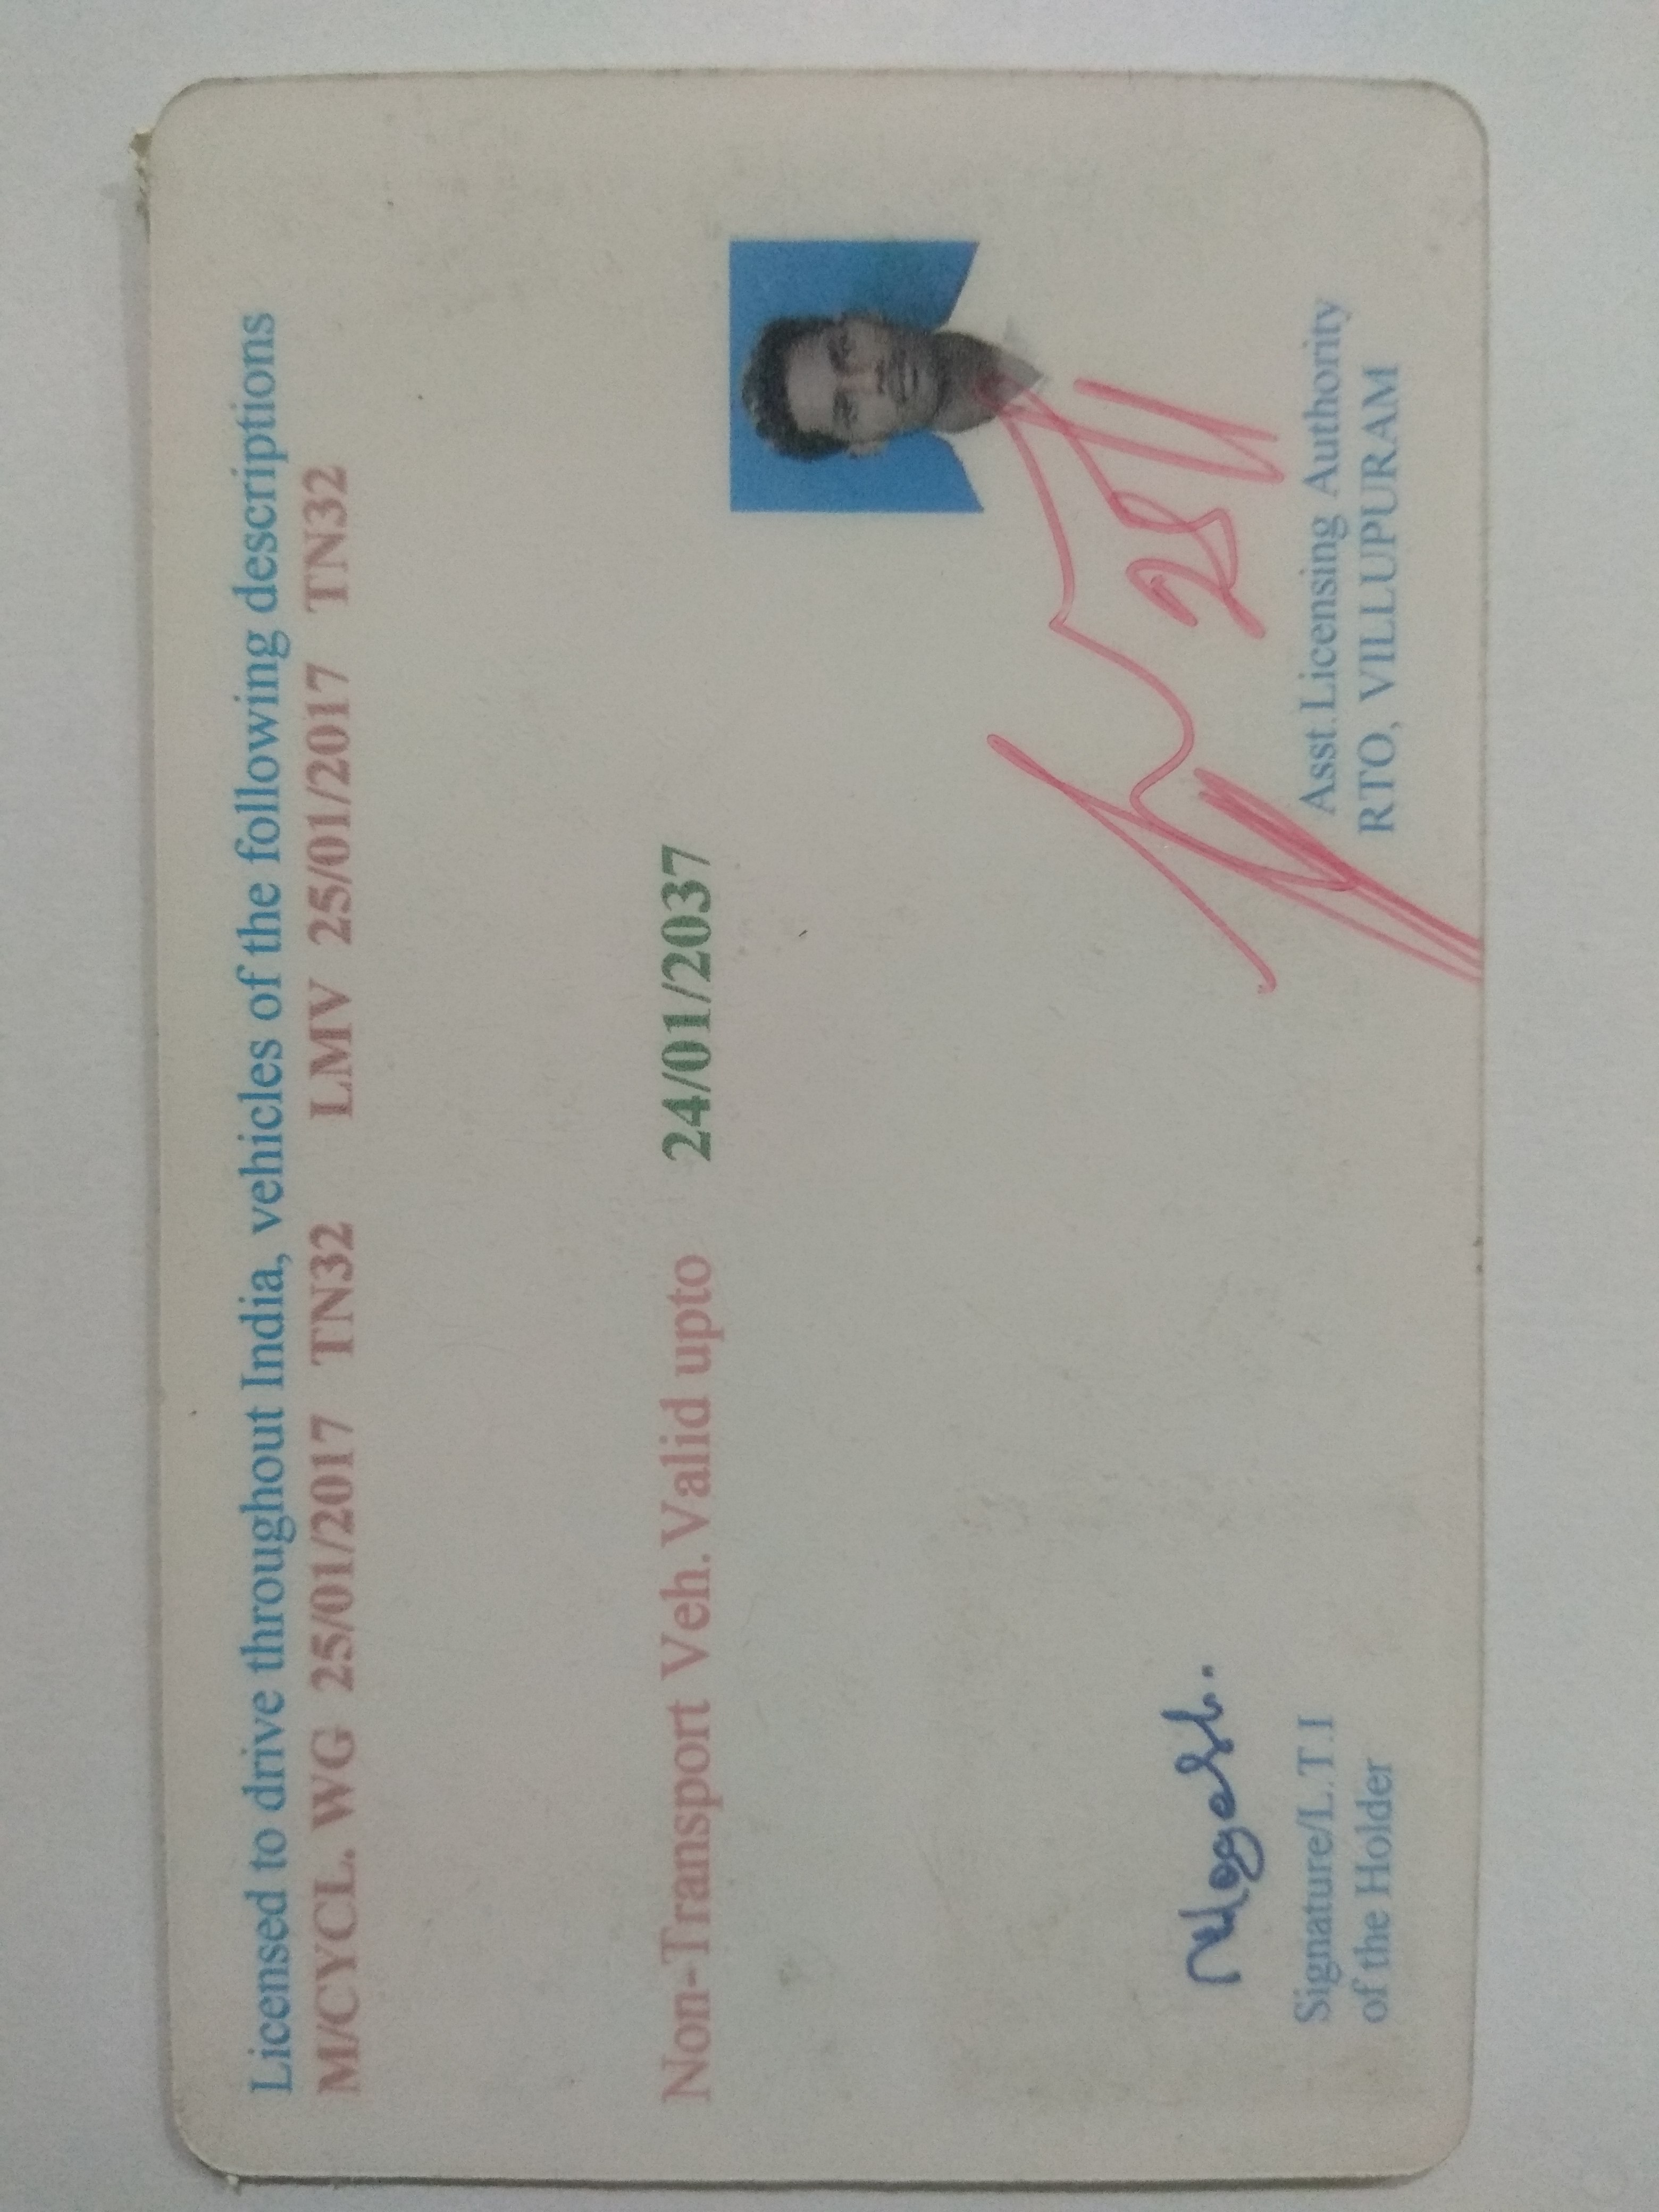 Licensed to drive throughout India, vehicles of the following descriptions
M/CYCL. WG 25/01/2017 TN32 LMV 25/01/2017 TN32
Non-Transport Veh.Valid upto 24/01/2037
Signature/L.T.I
of the Holder
Asst.Licensing Authority
RTO, VILLUPURAM